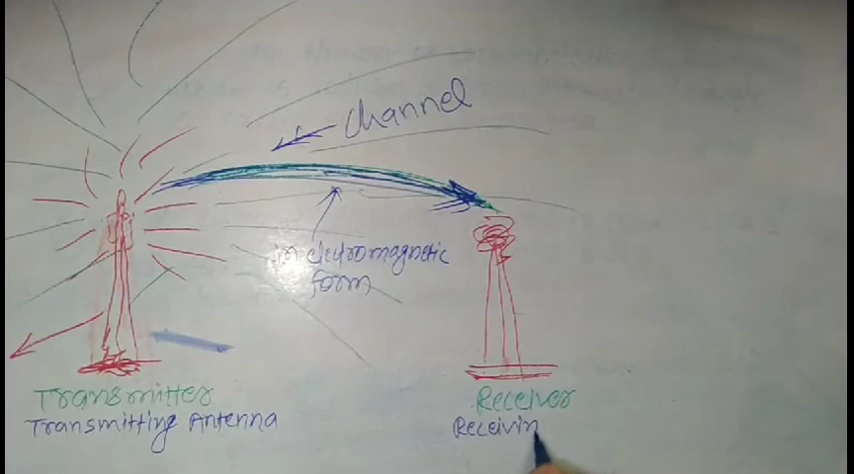 Channel
in electromagnetic
form
Transmitter
Transmitting Antenna
Receiver
Receivin